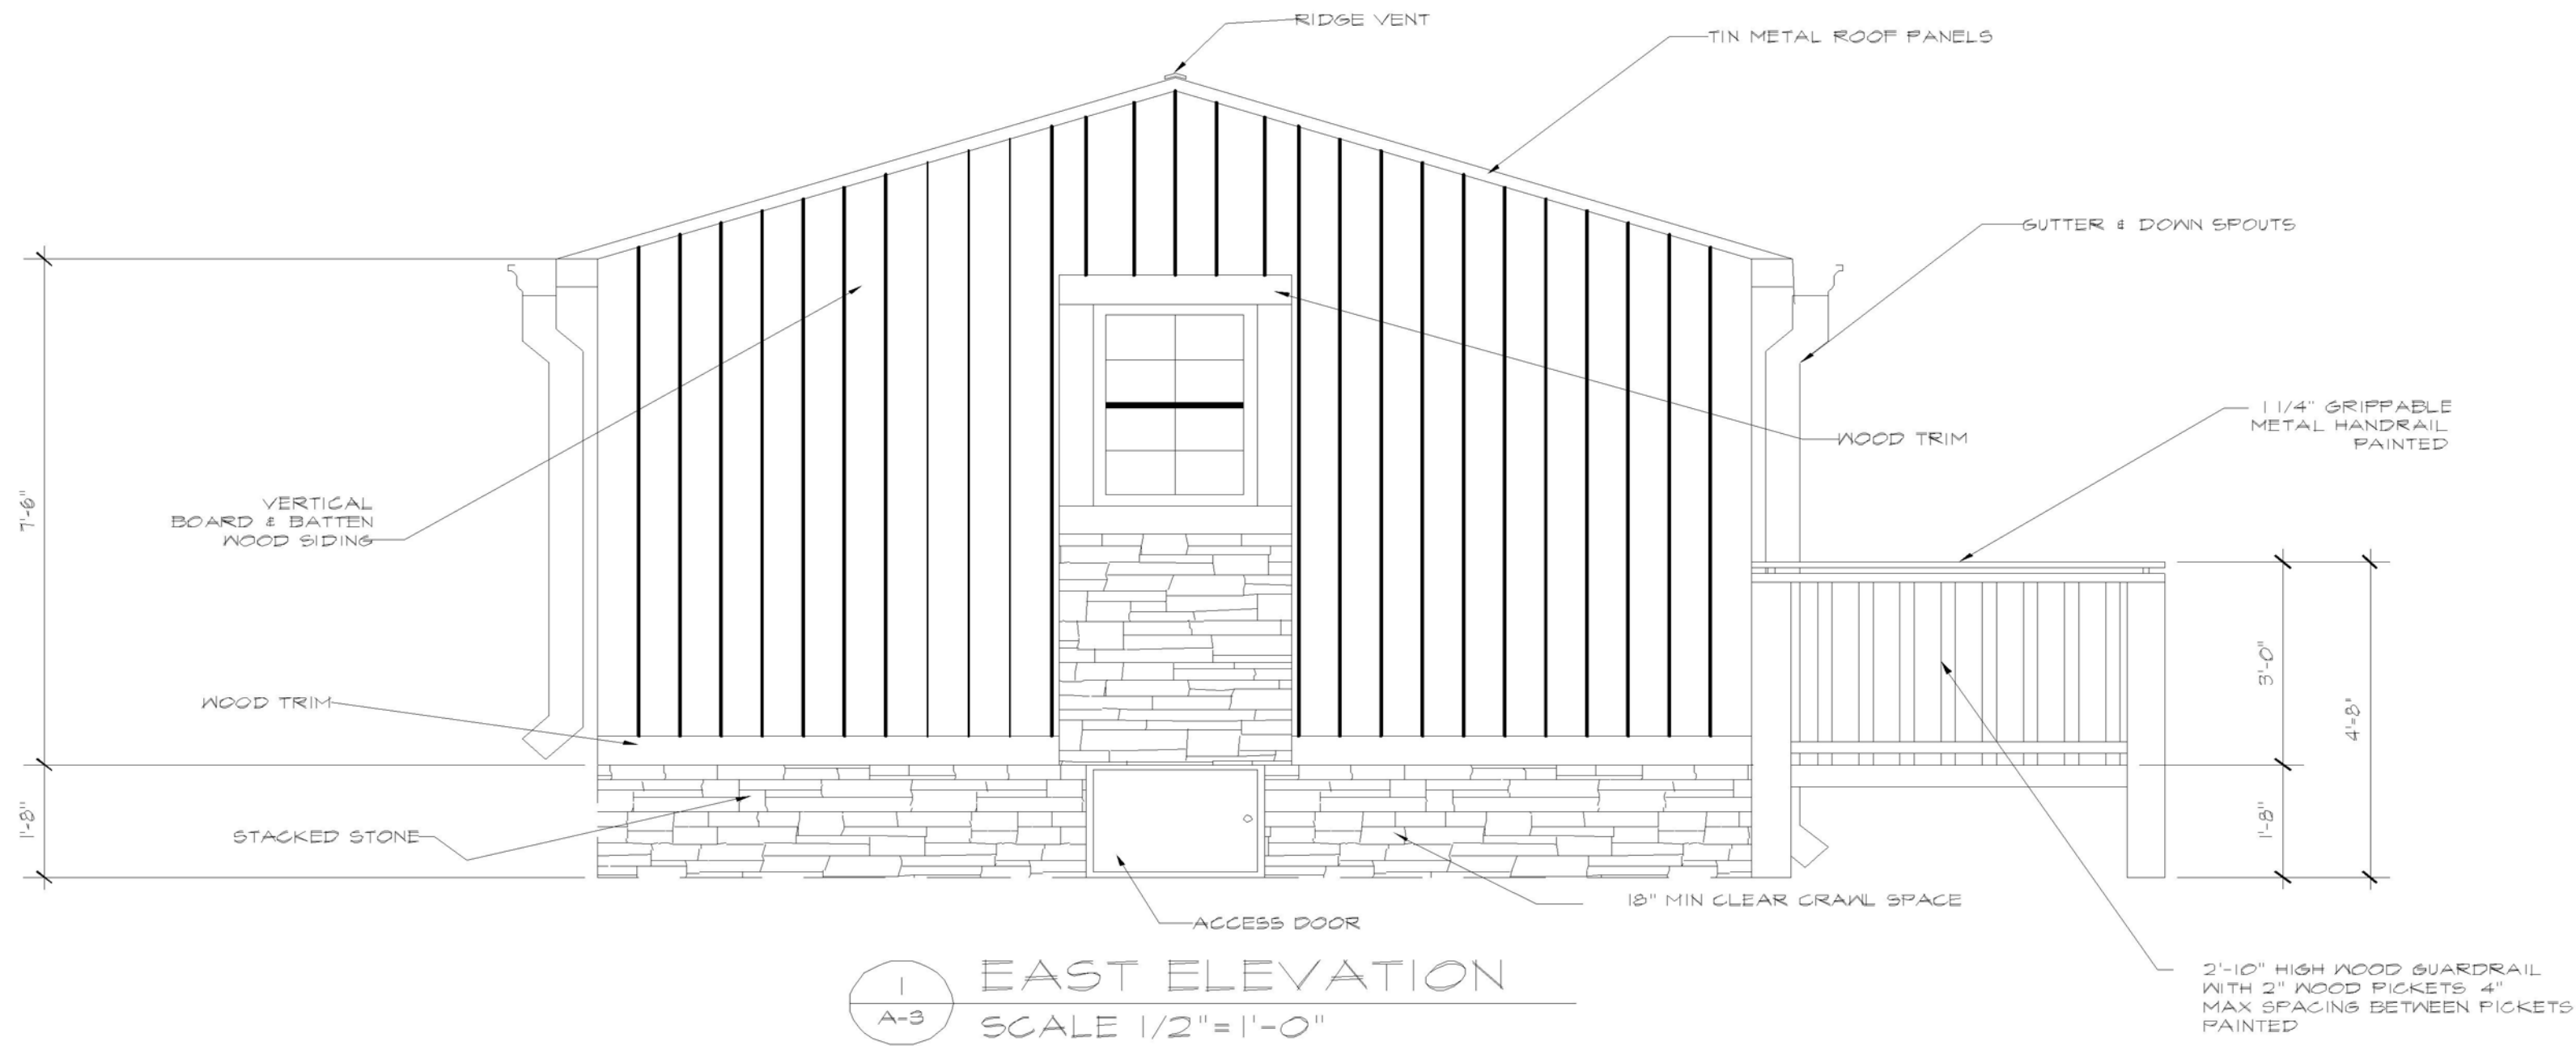 RIDGE VENT
TIN METAL ROOF PANELS
GUTTER & DOWN SPOUTS
1 1/4" GRIPPABLE
METAL HANDRAIL
PAINTED
WOOD TRIM
7'-6"
VERTICAL
BOARD & BATTEN
WOOD SIDING
WOOD TRIM
3'-0"
4'-8"
1'-8"
STACKED STONE
1'-8"
18" MIN CLEAR CRAWL SPACE
ACCESS DOOR
2'-10" HIGH WOOD GUARDRAIL
WITH 2" WOOD PICKETS 4"
MAX SPACING BETWEEN PICKETS
PAINTED
1
A-3
EAST ELEVATION
SCALE 1/2"=1'-0"